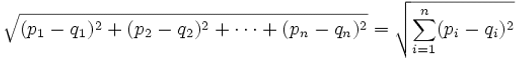 √((p₁ − q₁)² + (p₂ − q₂)² + · · · + (pₙ − qₙ)²) = √(∑ᵢ₌₁ⁿ (pᵢ − qᵢ)²)